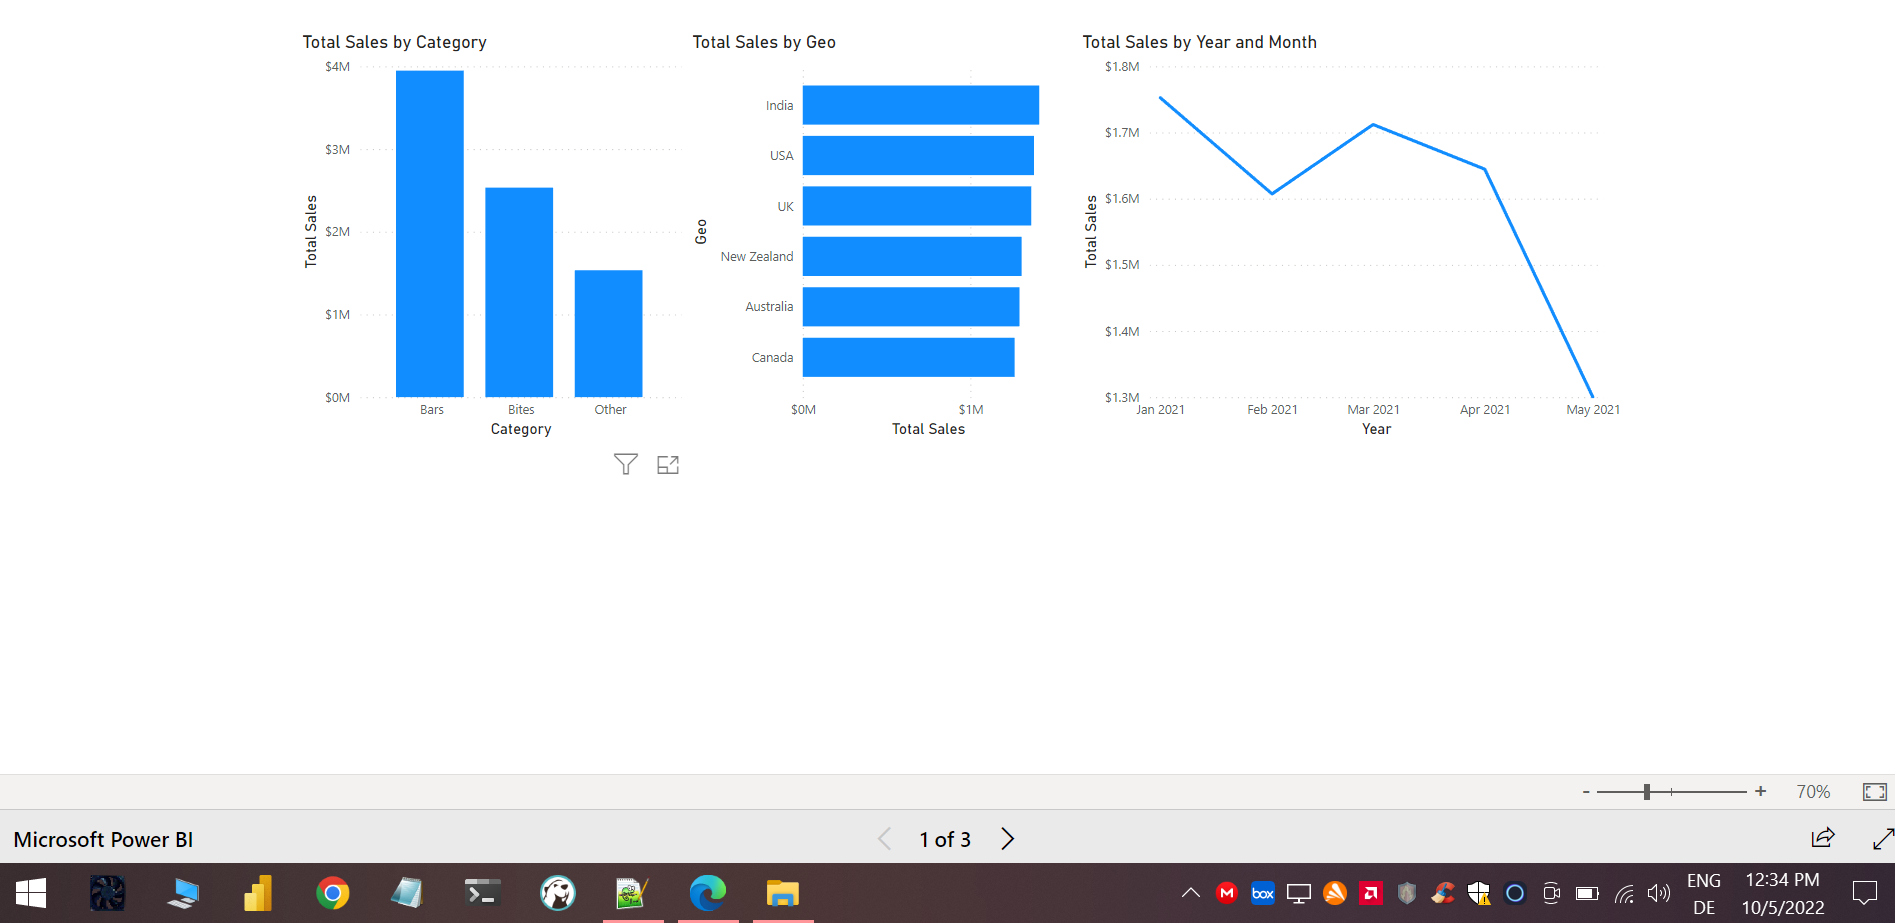 Total Sales by Category
$4M
$3M
$2M
$1M
$0M
Total Sales
Bars
Bites
Other
Category
Total Sales by Geo
Geo
India
USA
UK
New Zealand
Australia
Canada
$0M
$1M
Total Sales
Total Sales by Year and Month
$1.8M
$1.7M
$1.6M
$1.5M
$1.4M
$1.3M
Total Sales
Jan 2021
Feb 2021
Mar 2021
Apr 2021
May 2021
Year
- + 70%
Microsoft Power BI
1 of 3
box
ENG
DE
12:34 PM
10/5/2022